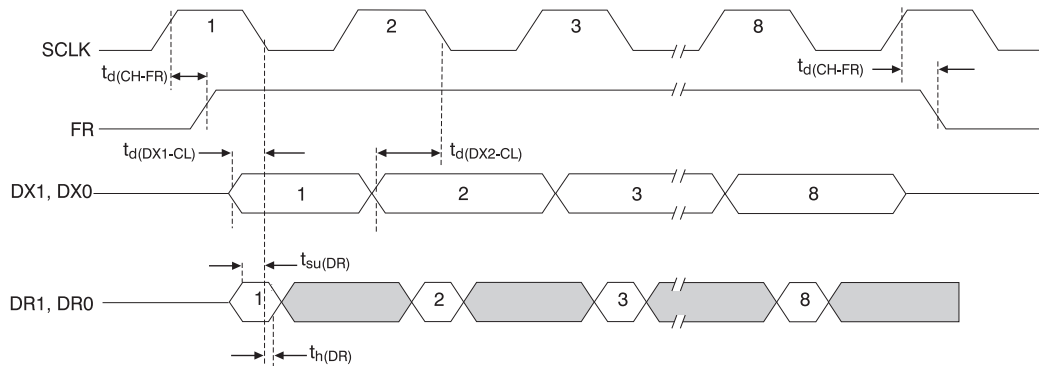 1 2 3 8
SCLK
td(CH-FR) td(CH-FR)
FR
td(DX1-CL) td(DX2-CL)
DX1, DX0 1 2 3 8
tsu(DR)
DR1, DR0 1 2 3 8
th(DR)